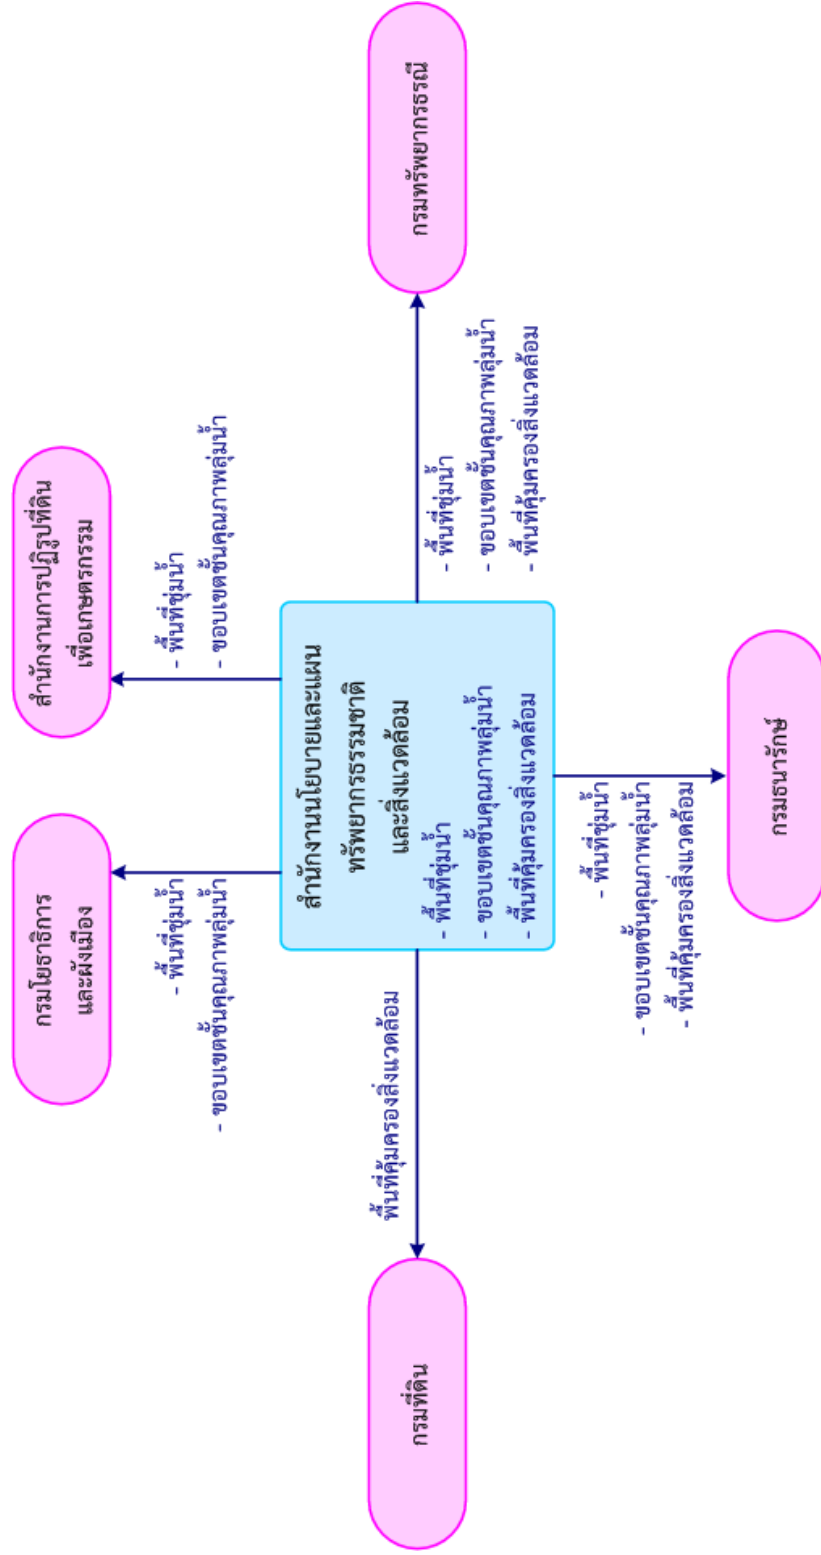 กรมโยธาธิการ
และผังเมือง
สำนักงานการปฏิรูปที่ดิน
เพื่อเกษตรกรรม
- พื้นที่ชุ่มน้ำ
- ขอบเขตชั้นคุณภาพลุ่มน้ำ
- พื้นที่ชุ่มน้ำ
- ขอบเขตชั้นคุณภาพลุ่มน้ำ
กรมที่ดิน
พื้นที่คุ้มครองสิ่งแวดล้อม
สำนักงานนโยบายและแผน
ทรัพยากรธรรมชาติ
และสิ่งแวดล้อม
- พื้นที่ชุ่มน้ำ
- ขอบเขตชั้นคุณภาพลุ่มน้ำ
- พื้นที่คุ้มครองสิ่งแวดล้อม
- พื้นที่ชุ่มน้ำ
- ขอบเขตชั้นคุณภาพลุ่มน้ำ
- พื้นที่คุ้มครองสิ่งแวดล้อม
กรมทรัพยากรธรณี
- พื้นที่ชุ่มน้ำ
- ขอบเขตชั้นคุณภาพลุ่มน้ำ
- พื้นที่คุ้มครองสิ่งแวดล้อม
กรมธนารักษ์